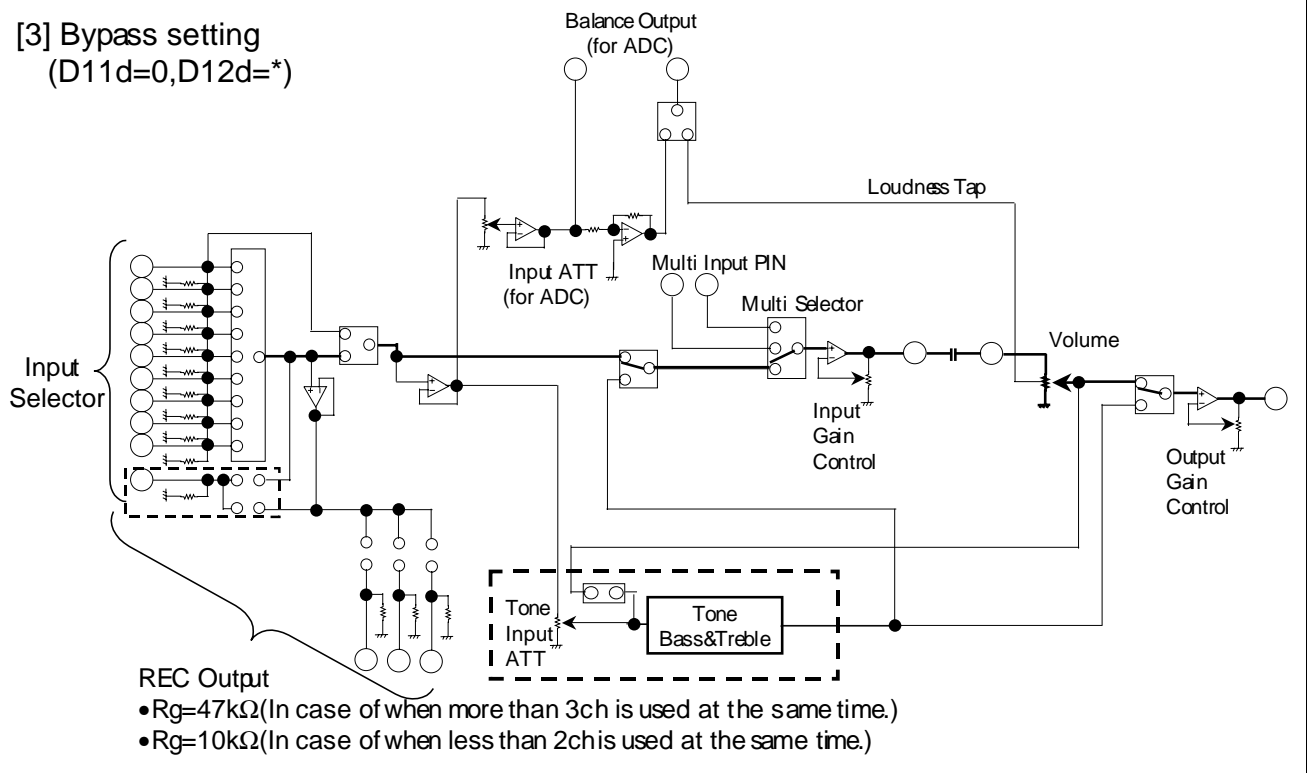 [3] Bypass setting
(D11d=0,D12d=*)
Balance Output
(for ADC)
Loudness Tap
Input ATT
(for ADC)
Multi Input PIN
Multi Selector
Volume
Input
Selector
Input
Gain
Control
Output
Gain
Control
Tone
Input
ATT
Tone
Bass&Treble
REC Output
•Rg=47kΩ(In case of when more than 3ch is used at the same time.)
•Rg=10kΩ(In case of when less than 2ch is used at the same time.)